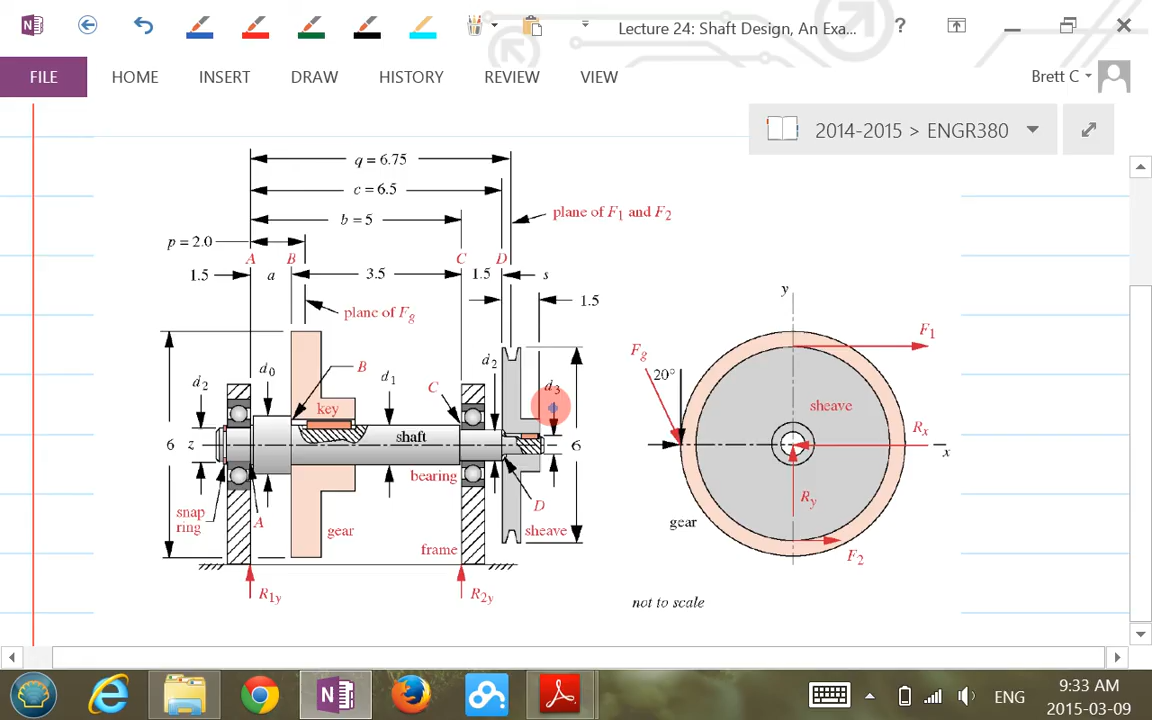 Lecture 24: Shaft Design, An Exa... ?
FILE HOME INSERT DRAW HISTORY REVIEW VIEW Brett C
2014-2015 > ENGR380
q = 6.75
c = 6.5
plane of F1 and F2
b = 5
p = 2.0
A B C D
1.5 a 3.5 1.5 s
1.5
plane of Fg
y
F1
Fg
20°
d2 d0 B d1 C d2 d3
key
sheave
shaft
Rx
6 z 6
x
bearing
Ry
snap
ring
A
gear
D
sheave
gear
frame
F2
R1y R2y
not to scale
ENG
9:33 AM
2015-03-09